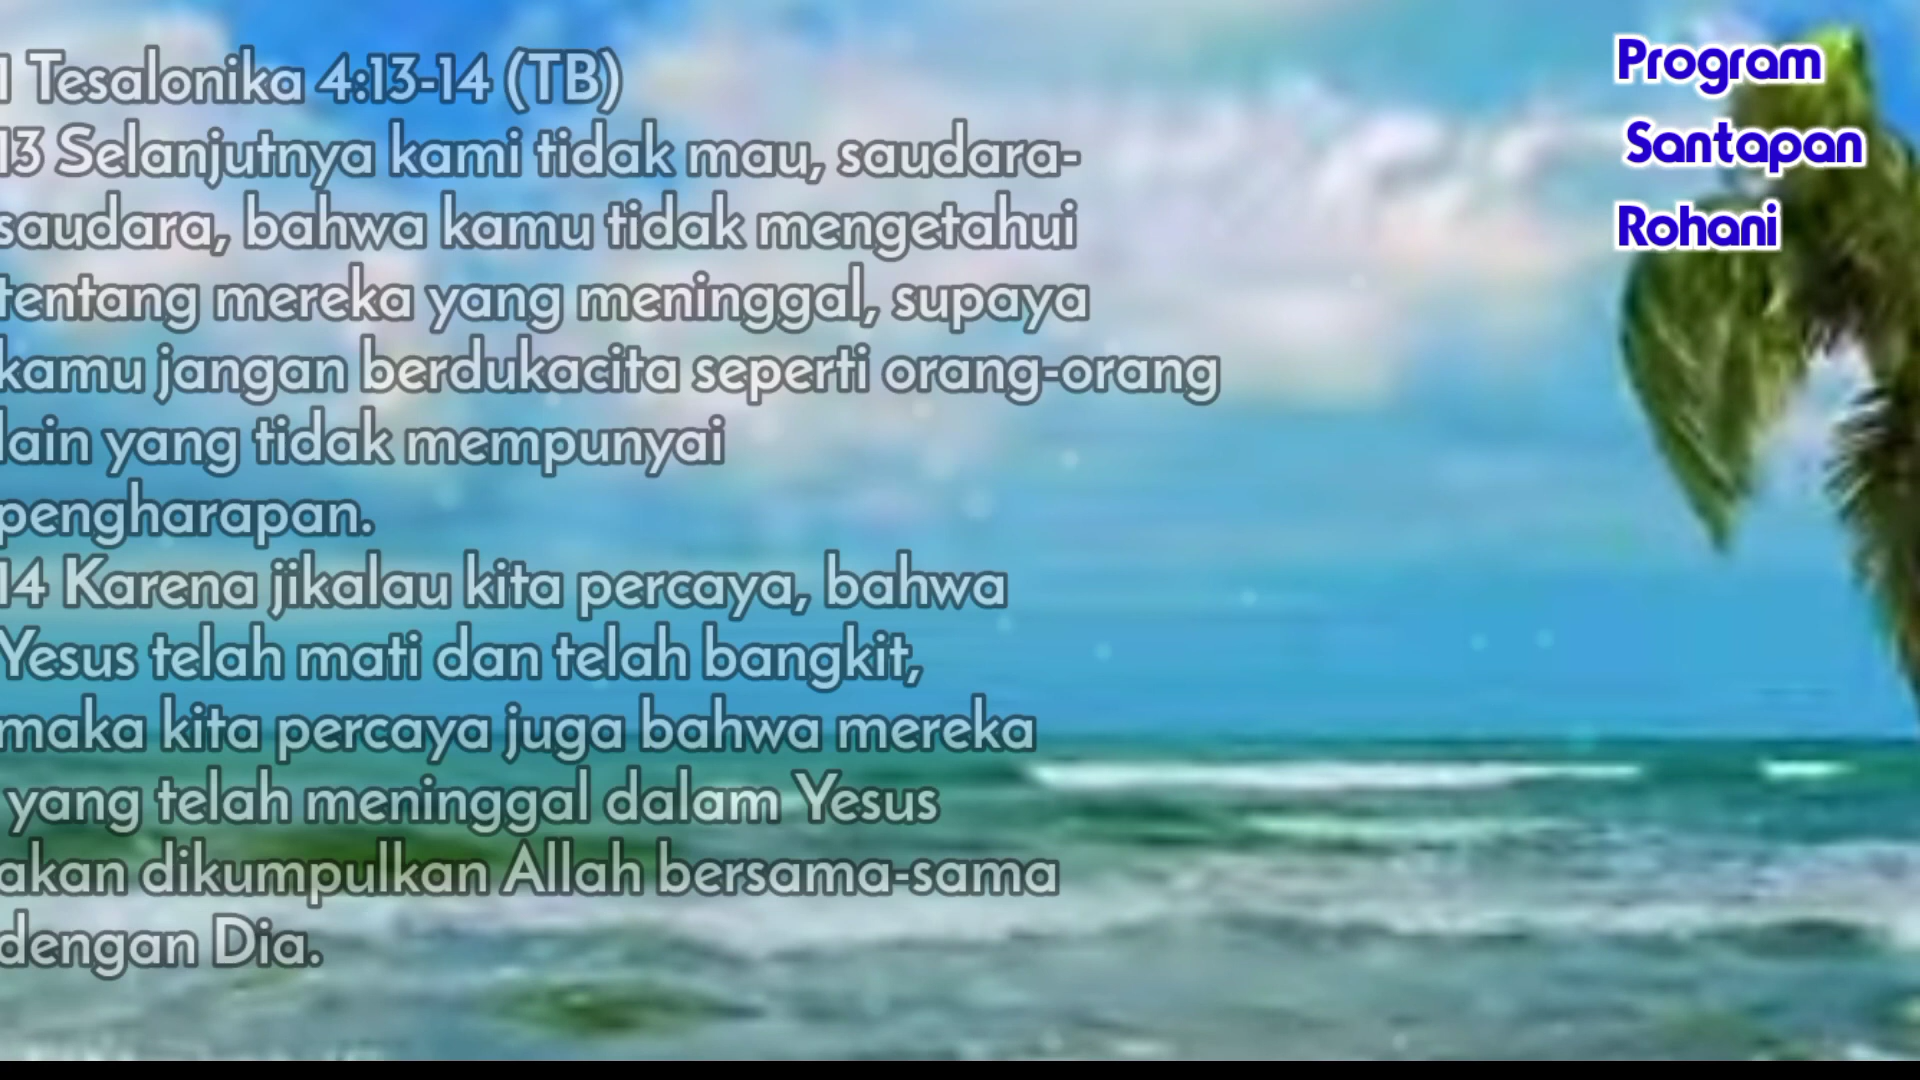 1 Tesalonika 4:13-14 (TB)
13 Selanjutnya kami tidak mau, saudara-
saudara, bahwa kamu tidak mengetahui
tentang mereka yang meninggal, supaya
kamu jangan berdukacita seperti orang-orang
lain yang tidak mempunyai
pengharapan.
14 Karena jikalau kita percaya, bahwa
Yesus telah mati dan telah bangkit,
maka kita percaya juga bahwa mereka
yang telah meninggal dalam Yesus
akan dikumpulkan Allah bersama-sama
dengan Dia.
Program
Santapan
Rohani